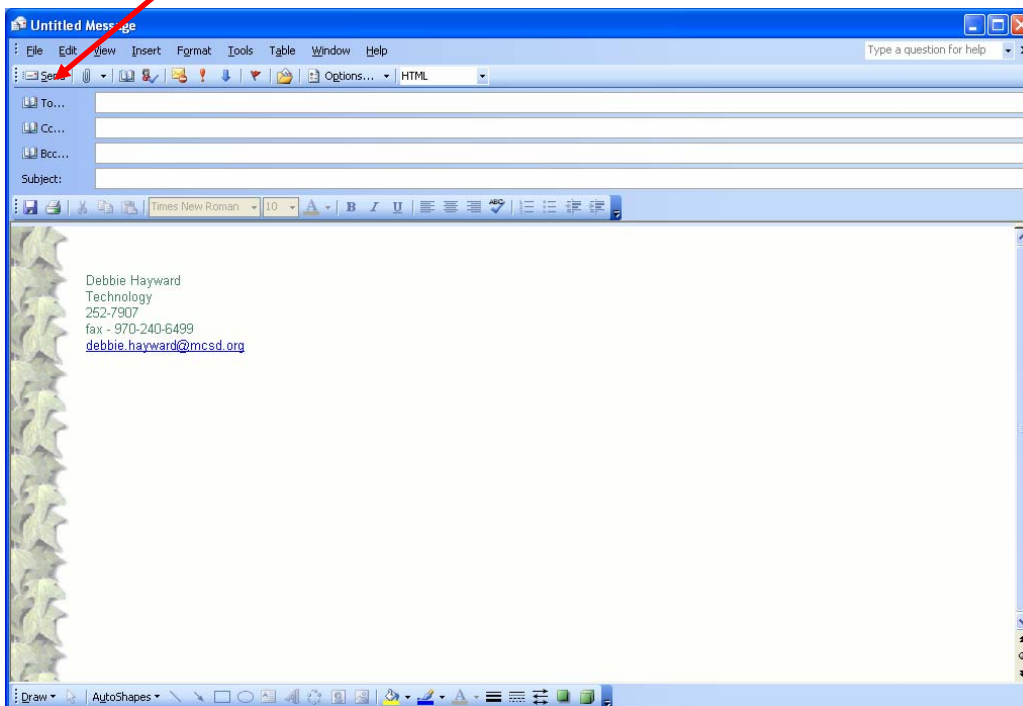 Untitled Message
File Edit View Insert Format Tools Table Window Help Type a question for help
Send Options... HTML
To...
Cc...
Bcc...
Subject:
Times New Roman 10 A B I U ABC
Debbie Hayward
Technology
252-7907
fax - 970-240-6499
debbie.hayward@mcsd.org
Draw AutoShapes A A